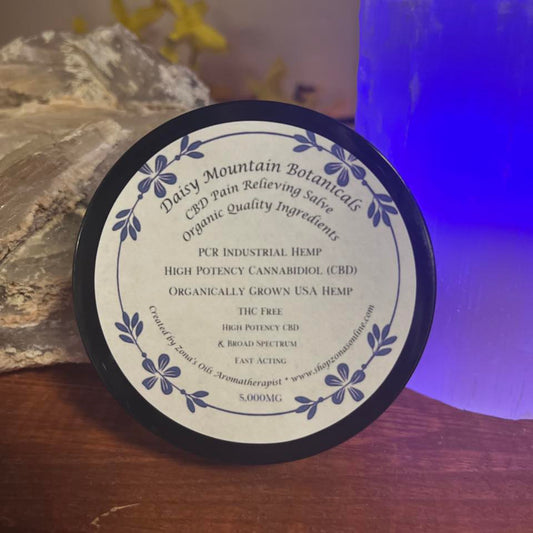 Daisy Mountain Botanicals
CBD Pain Relieving Salve
Organic Quality Ingredients
PCR Industrial Hemp
High Potency Cannabidiol (CBD)
Organically Grown USA Hemp
THC Free
High Potency CBD
& Broad Spectrum
Fast Acting
Created by Zona's Oils Aromatherapist * www.shopzonasonline.com
5,000MG